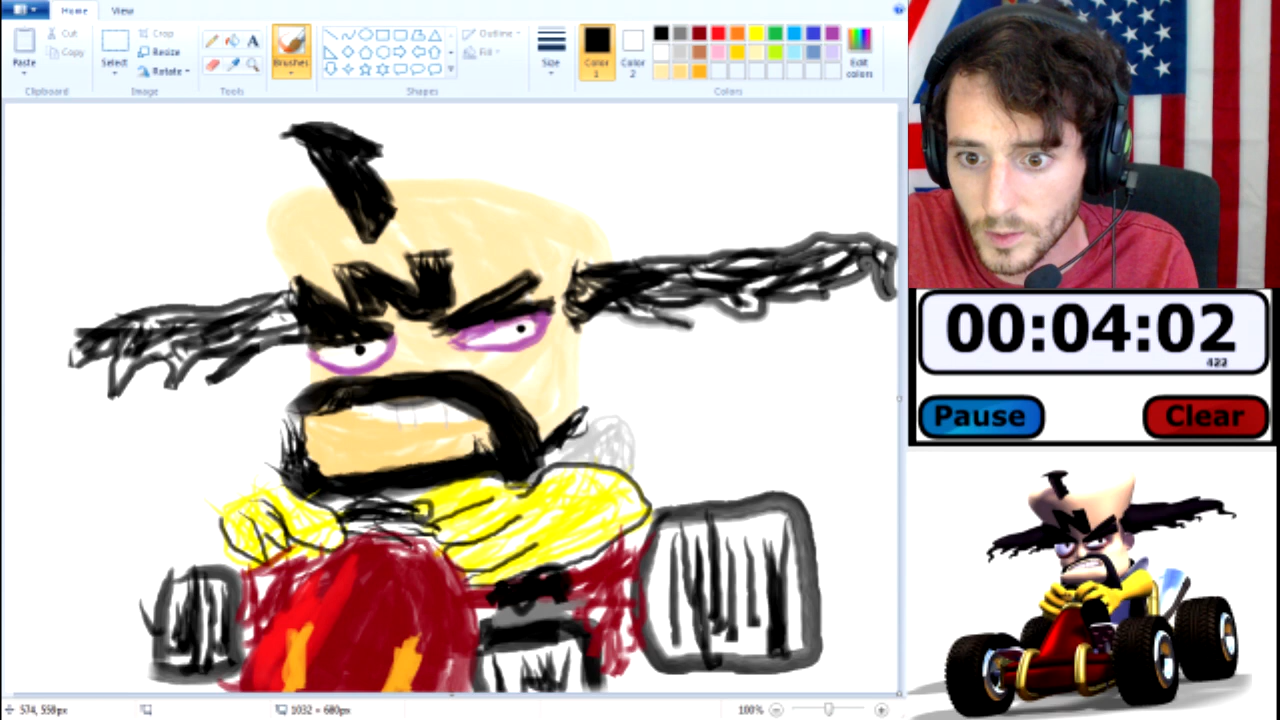 Home View
Cut
Copy
Paste
Clipboard
Select
Crop
Resize
Rotate
Image
A
Tools
Brushes
Outline
Fill
Shapes
Size
Color
1
Color
2
Edit
colors
Colors
00:04:02
422
Pause Clear
N
574, 559px
1032 × 680px
100%